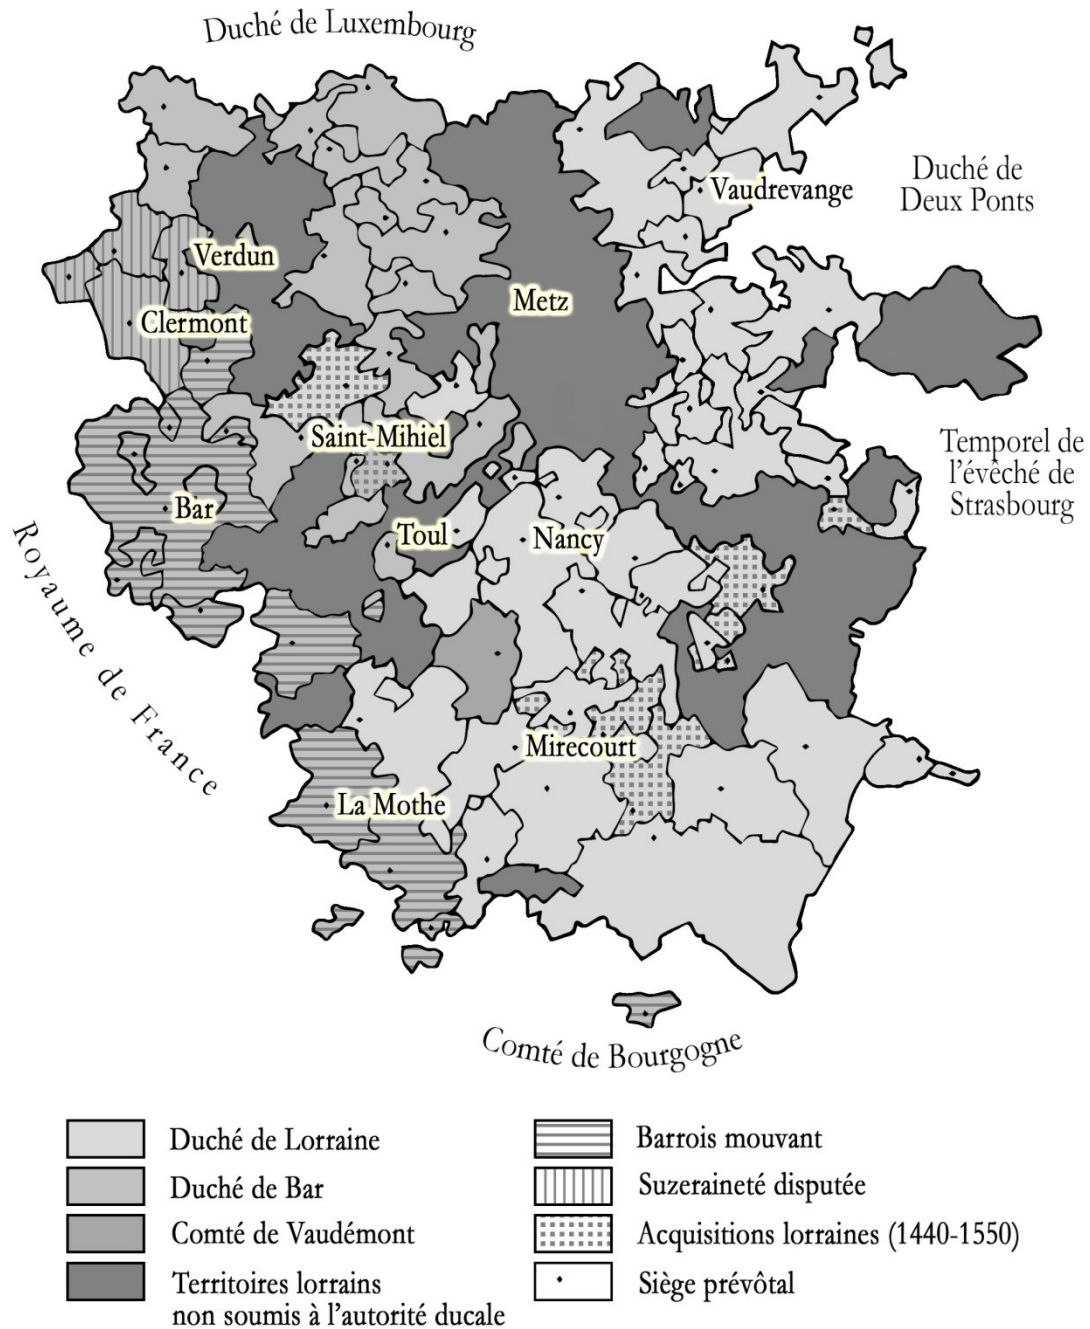 Duché de Luxembourg
Duché de
Deux Ponts
Vaudrevange
Verdun
Metz
Clermont
Saint-Mihiel
Temporel de
l'évêché de
Strasbourg
Bar
Toul
Nancy
Royaume de France
Mirecourt
La Mothe
Comté de Bourgogne
Duché de Lorraine
Duché de Bar
Comté de Vaudémont
Territoires lorrains
non soumis à l'autorité ducale
Barrois mouvant
Suzeraineté disputée
Acquisitions lorraines (1440-1550)
Siège prévôtal